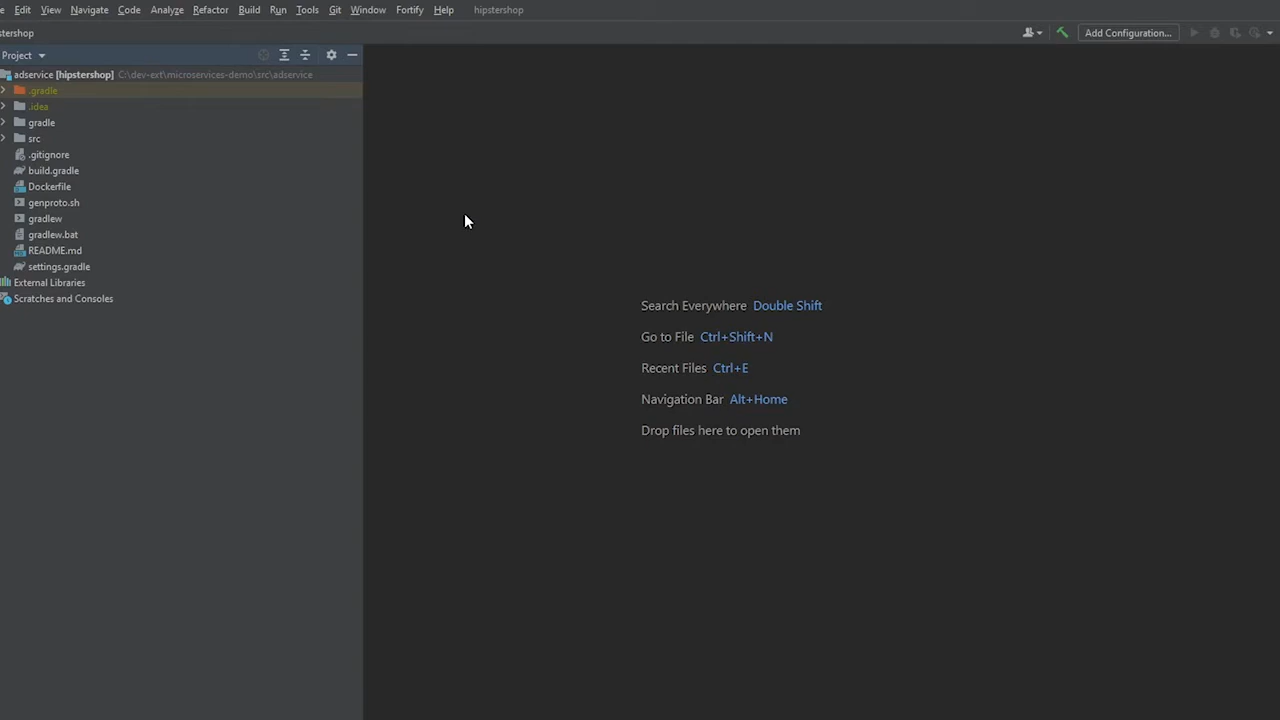 Edit View Navigate Code Analyze Refactor Build Run Tools Git Window Fortify Help hipstershop
stershop
Add Configuration...
Project
adservice [hipstershop] C:\dev-ext\microservices-demo\src\adservice
.gradle
.idea
gradle
src
.gitignore
build.gradle
Dockerfile
genproto.sh
gradlew
gradlew.bat
README.md
settings.gradle
External Libraries
Scratches and Consoles
Search Everywhere Double Shift
Go to File Ctrl+Shift+N
Recent Files Ctrl+E
Navigation Bar Alt+Home
Drop files here to open them